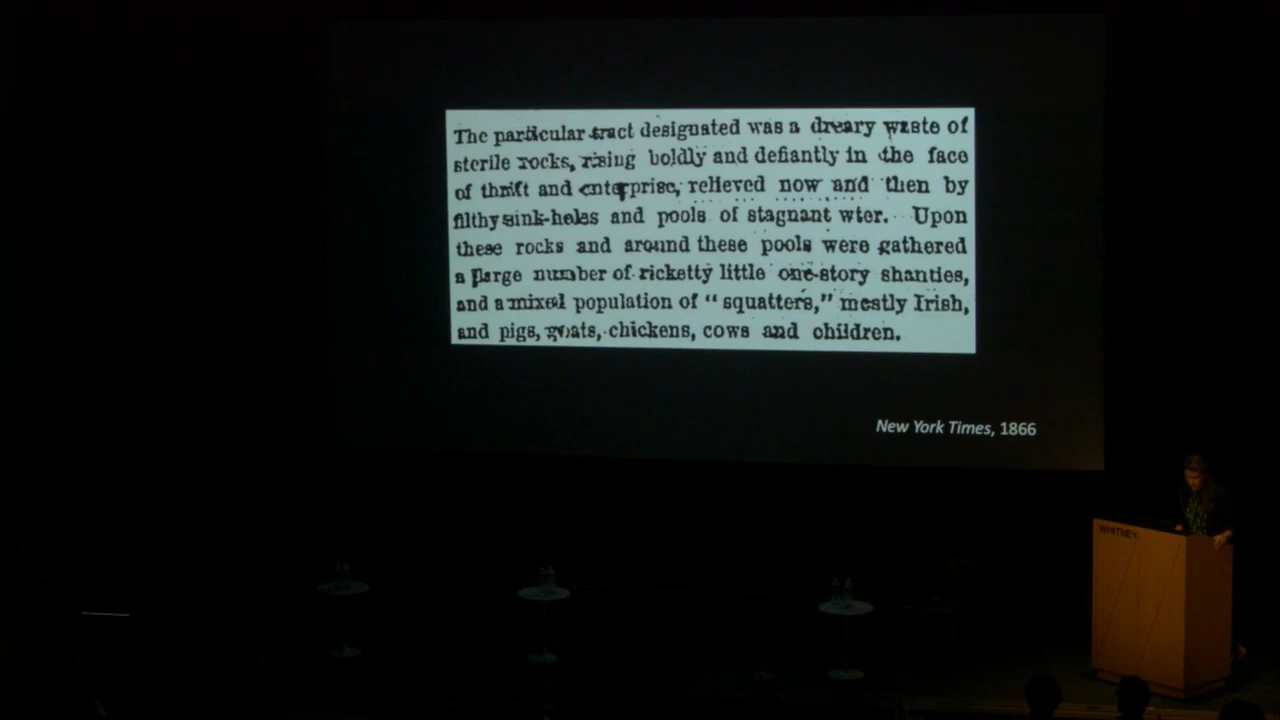 The particular tract designated was a dreary waste of
sterile rocks, rising boldly and defiantly in the face
of thrift and enterprise, relieved now and then by
filthy sink-holes and pools of stagnant wter. Upon
these rocks and around these pools were gathered
a large number of ricketty little one-story shanties,
and a mixed population of “squatters,” mostly Irish,
and pigs, goats, chickens, cows and children.
New York Times, 1866
WHITNEY